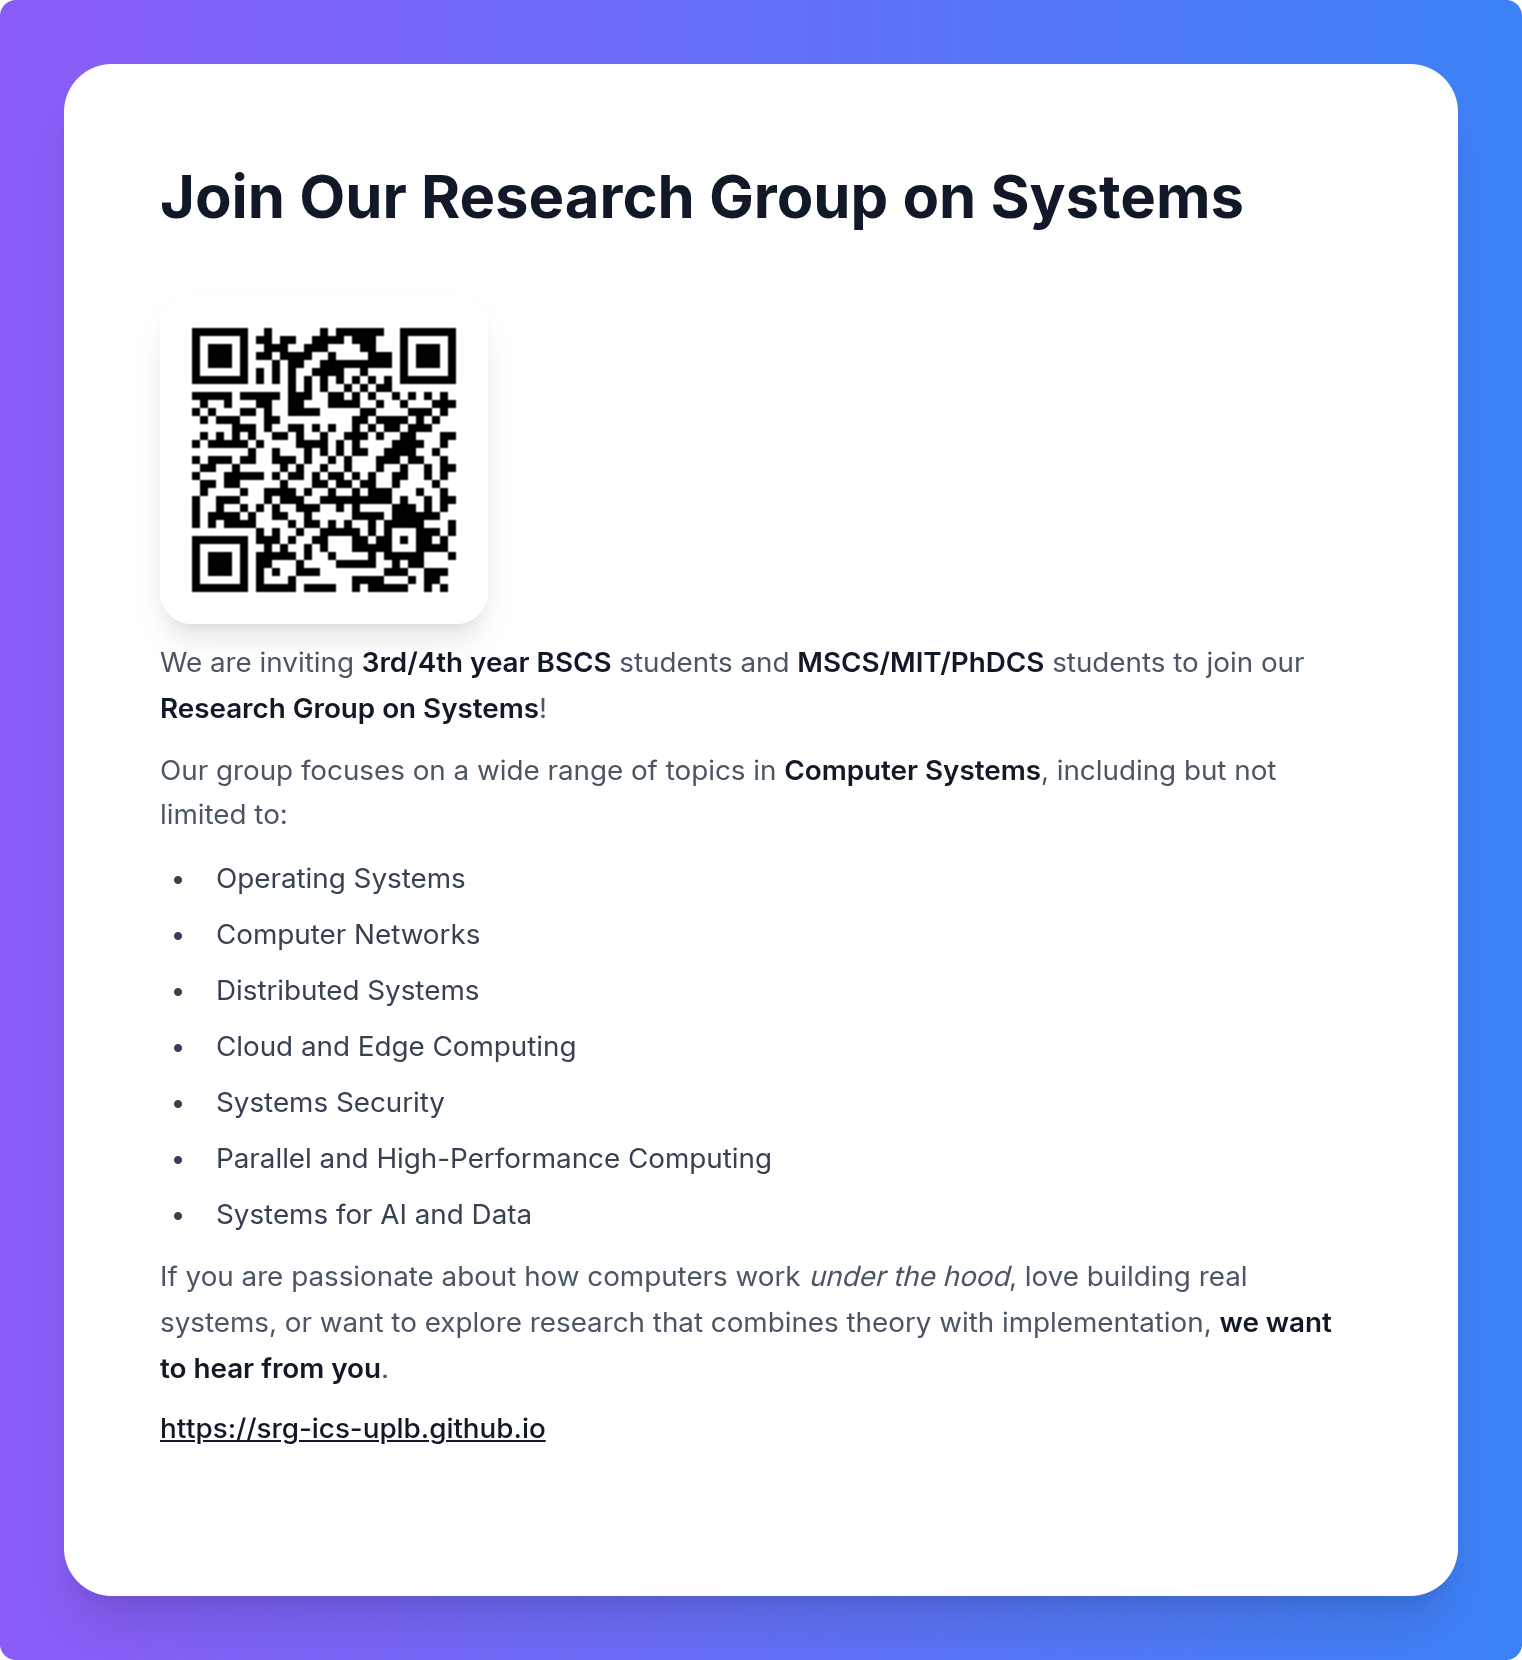 Join Our Research Group on Systems
We are inviting 3rd/4th year BSCS students and MSCS/MIT/PhDCS students to join our
Research Group on Systems!
Our group focuses on a wide range of topics in Computer Systems, including but not
limited to:
• Operating Systems
• Computer Networks
• Distributed Systems
• Cloud and Edge Computing
• Systems Security
• Parallel and High-Performance Computing
• Systems for AI and Data
If you are passionate about how computers work under the hood, love building real
systems, or want to explore research that combines theory with implementation, we want
to hear from you.
https://srg-ics-uplb.github.io